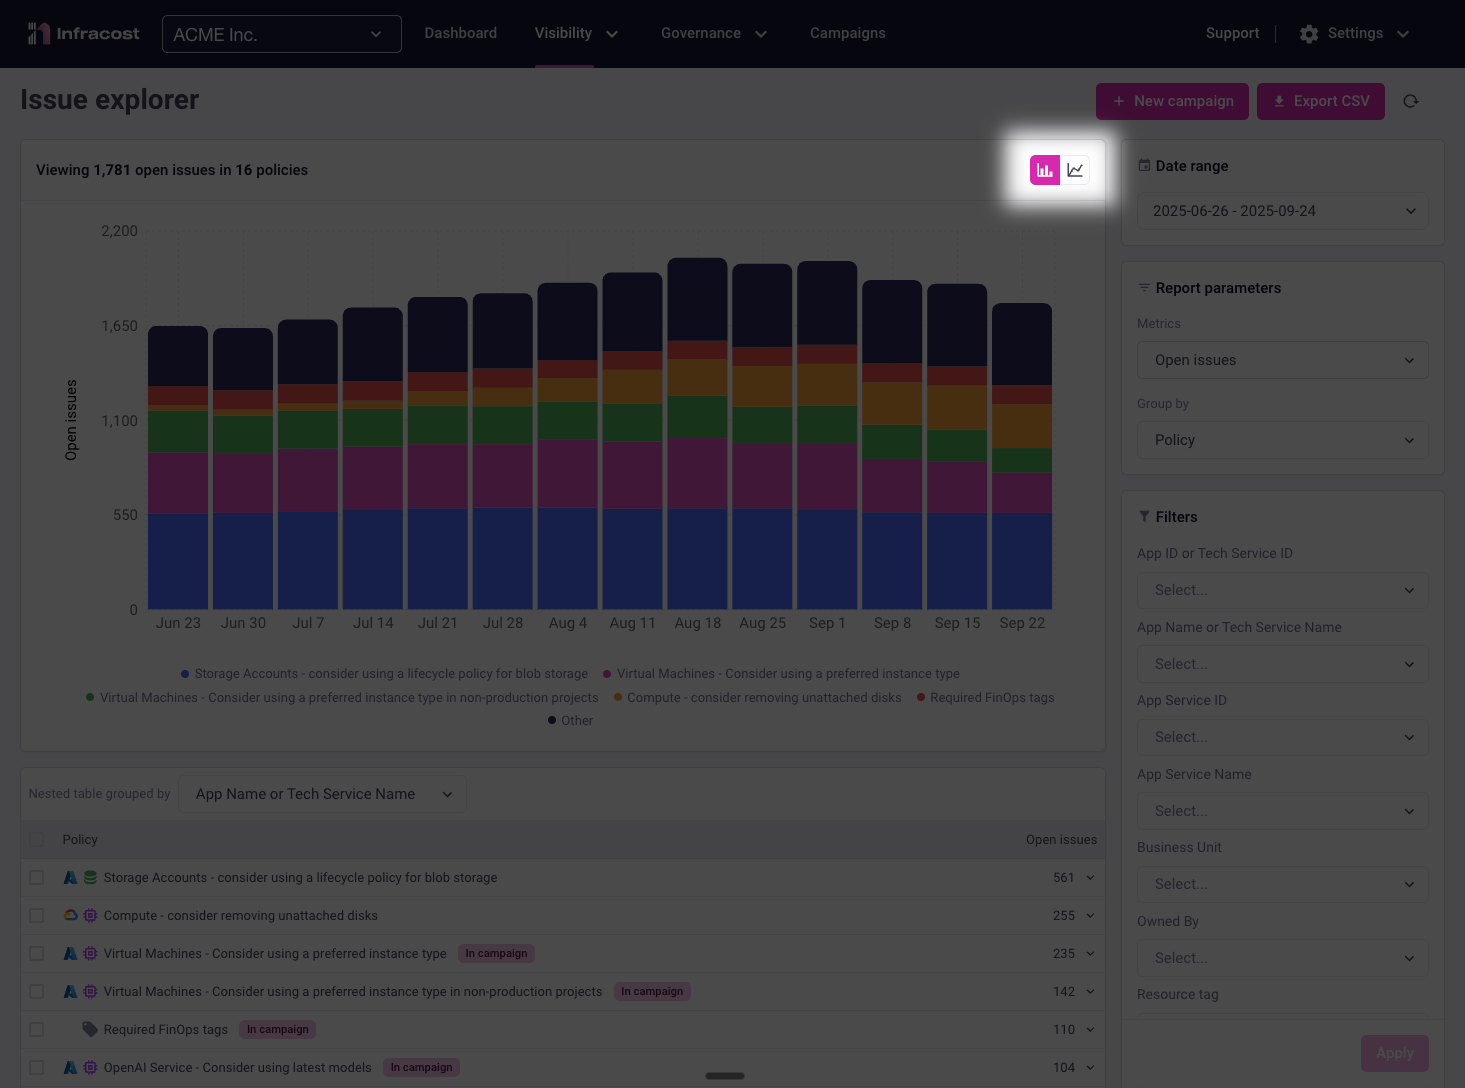 Infracost
ACME Inc.
Dashboard
Visibility
Governance
Campaigns
Support
Settings
Issue explorer
New campaign
Export CSV
Viewing 1,781 open issues in 16 policies
2,200
1,650
1,100
550
0
Open issues
Jun 23 Jun 30 Jul 7 Jul 14 Jul 21 Jul 28 Aug 4 Aug 11 Aug 18 Aug 25 Sep 1 Sep 8 Sep 15 Sep 22
Storage Accounts - consider using a lifecycle policy for blob storage Virtual Machines - Consider using a preferred instance type
Virtual Machines - Consider using a preferred instance type in non-production projects Compute - consider removing unattached disks Required FinOps tags
Other
Nested table grouped by App Name or Tech Service Name
Policy Open issues
Storage Accounts - consider using a lifecycle policy for blob storage 561
Compute - consider removing unattached disks 255
Virtual Machines - Consider using a preferred instance type In campaign 235
Virtual Machines - Consider using a preferred instance type in non-production projects In campaign 142
Required FinOps tags In campaign 110
OpenAI Service - Consider using latest models In campaign 104
Date range
2025-06-26 - 2025-09-24
Report parameters
Metrics
Open issues
Group by
Policy
Filters
App ID or Tech Service ID
Select...
App Name or Tech Service Name
Select...
App Service ID
Select...
App Service Name
Select...
Business Unit
Select...
Owned By
Select...
Resource tag
Apply